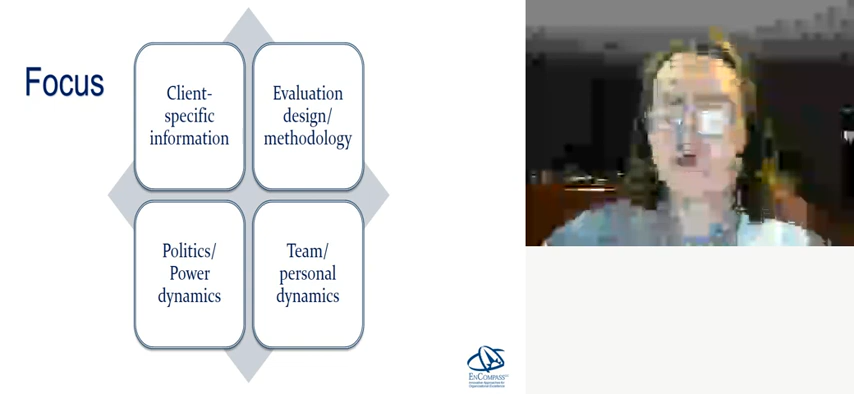 Focus
Client-
specific
information
Evaluation
design/
methodology
Politics/
Power
dynamics
Team/
personal
dynamics
ENCOMPASS